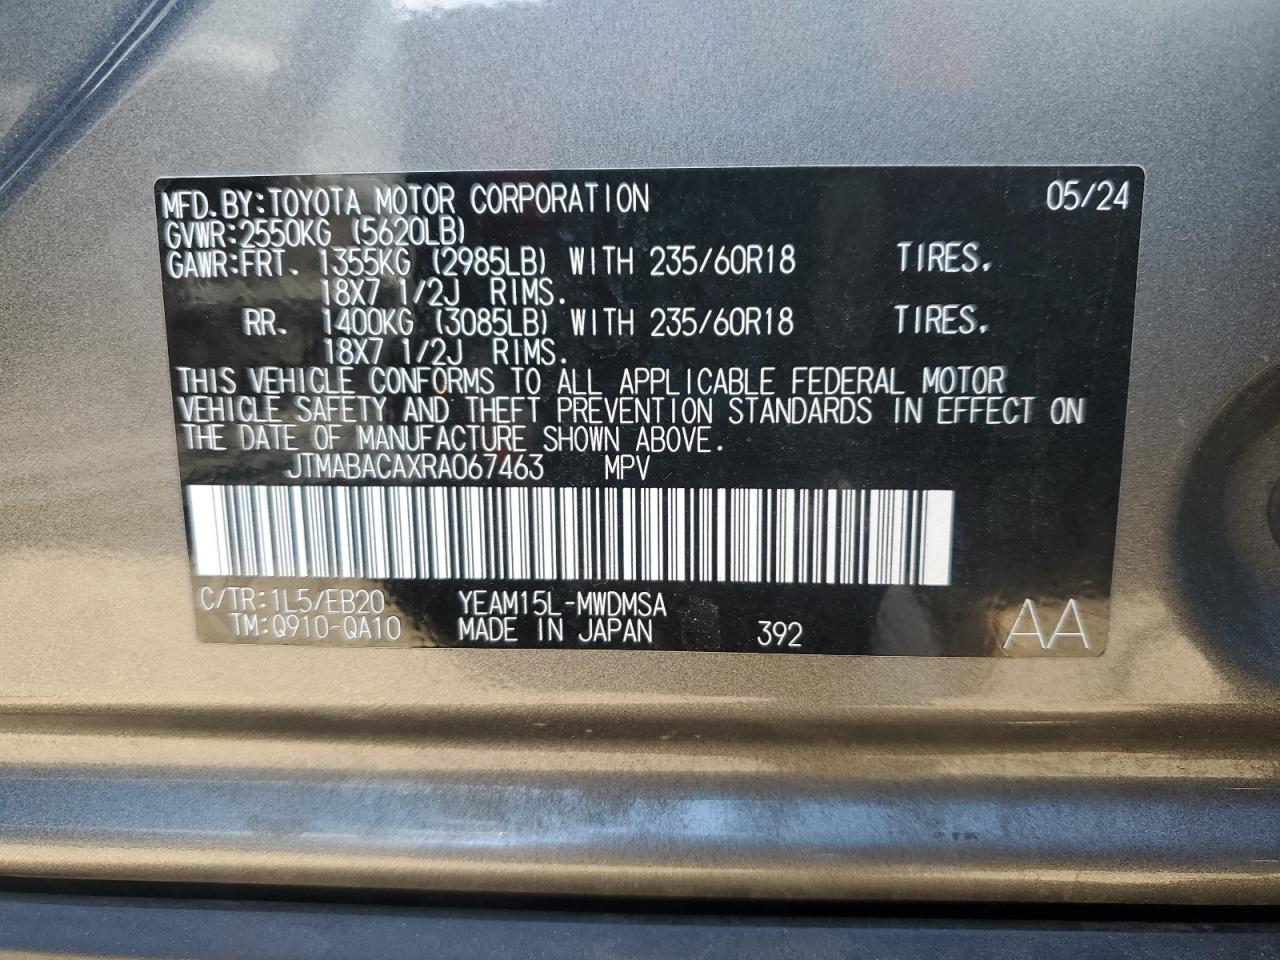 MFD.BY:TOYOTA MOTOR CORPORATION 05/24
GVWR:2550KG (5620LB)
GAWR:FRT. 1355KG (2985LB) WITH 235/60R18 TIRES.
18X7 1/2J RIMS.
RR. 1400KG (3085LB) WITH 235/60R18 TIRES.
18X7 1/2J RIMS.
THIS VEHICLE CONFORMS TO ALL APPLICABLE FEDERAL MOTOR
VEHICLE SAFETY AND THEFT PREVENTION STANDARDS IN EFFECT ON
THE DATE OF MANUFACTURE SHOWN ABOVE.
JTMABACAXRA067463 MPV
C/TR:1L5/EB20 YEAM15L-MWDMSA
TM:Q910-QA10 MADE IN JAPAN 392 AA